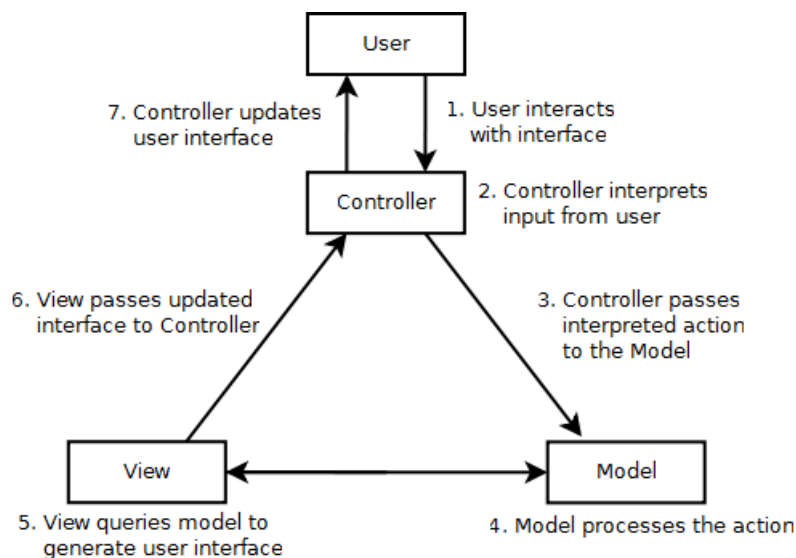 User
7. Controller updates
user interface
1. User interacts
with interface
Controller
2. Controller interprets
input from user
6. View passes updated
interface to Controller
3. Controller passes
interpreted action
to the Model
View
Model
5. View queries model to
generate user interface
4. Model processes the action